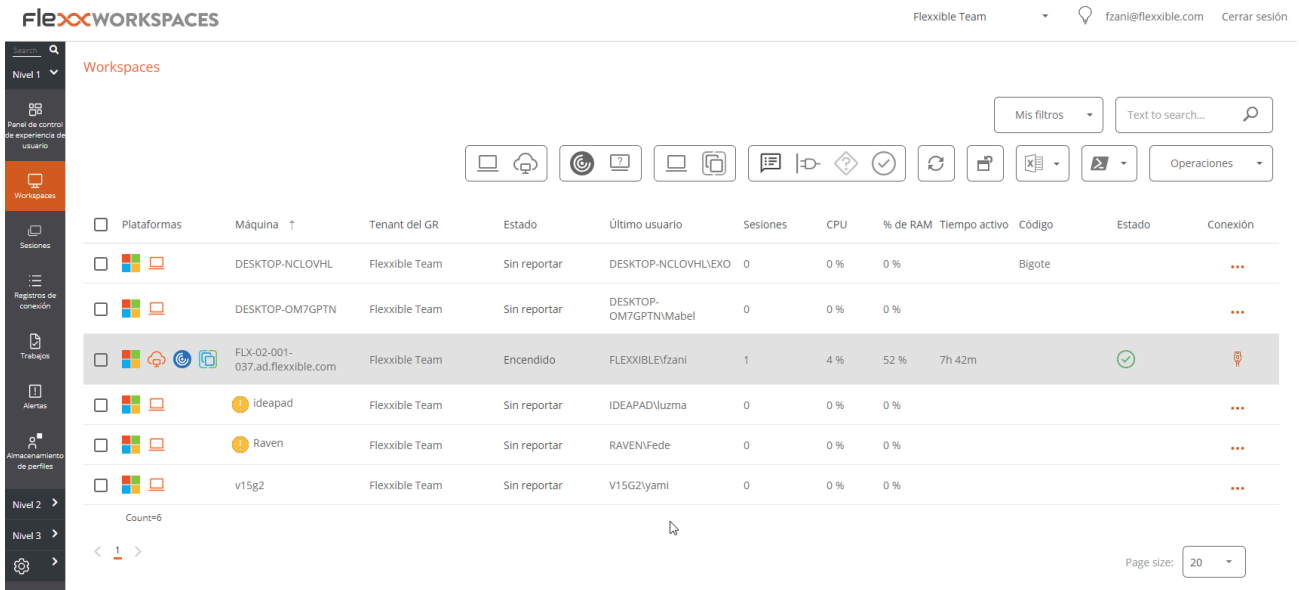 FlexxWORKSPACES
Flexxible Team
fzani@flexxible.com
Cerrar sesión
Search
Nivel 1
Panel de control
de experiencia de
usuario
Workspaces
Sesiones
Registros de
conexión
Trabajos
Alertas
Almacenamiento
de perfiles
Nivel 2
Nivel 3
Workspaces
Mis filtros
Text to search...
Operaciones
Plataformas Máquina Tenant del GR Estado Último usuario Sesiones CPU % de RAM Tiempo activo Código Estado Conexión
DESKTOP-NCLOVHL Flexxible Team Sin reportar DESKTOP-NCLOVHL\EXO 0 0 % 0 % Bigote
DESKTOP-OM7GPTN Flexxible Team Sin reportar DESKTOP-
OM7GPTN\Mabel 0 0 % 0 %
FLX-02-001-
037.ad.flexxible.com Flexxible Team Encendido FLEXXIBLE\fzani 1 4 % 52 % 7h 42m
ideapad Flexxible Team Sin reportar IDEAPAD\luzma 0 0 % 0 %
Raven Flexxible Team Sin reportar RAVEN\Fede 0 0 % 0 %
v15g2 Flexxible Team Sin reportar V15G2\yami 0 0 % 0 %
Count=6
1
Page size: 20